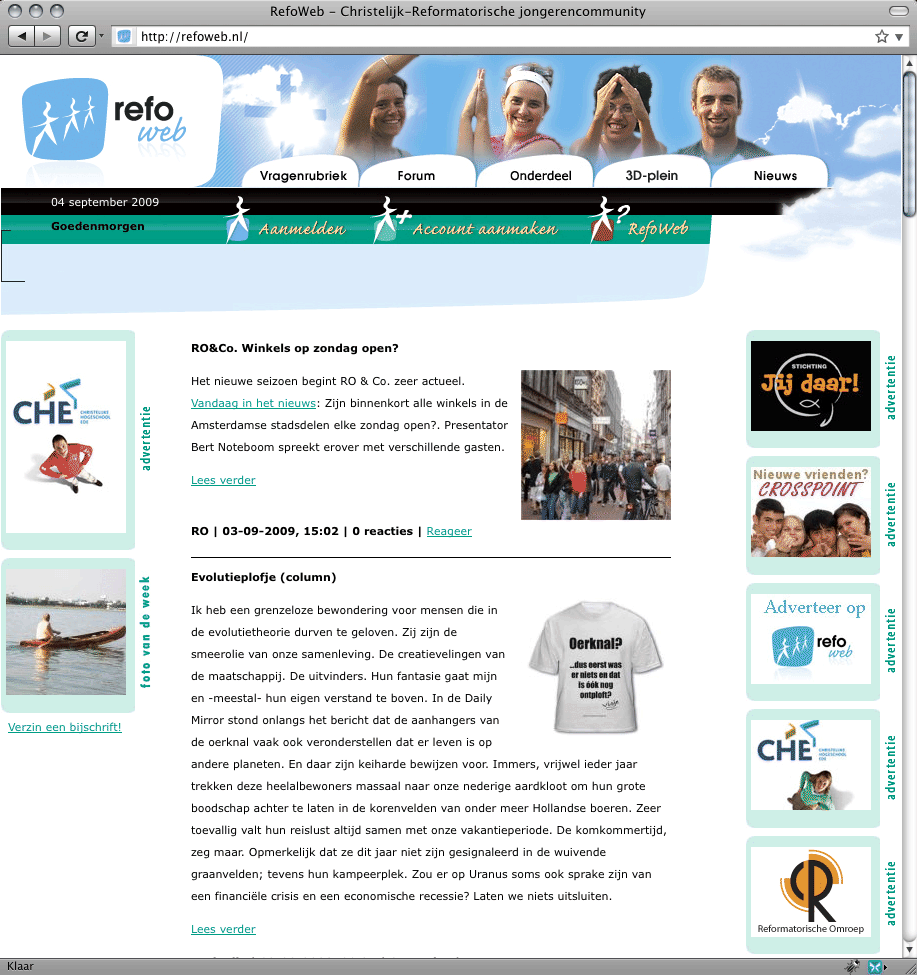 RefoWeb – Christelijk-Reformatorische jongerencommunity
http://refoweb.nl/
refo
web
Vragenrubriek
Forum
Onderdeel
3D-plein
Nieuws
04 september 2009
Goedenmorgen
Aanmelden
Account aanmaken
RefoWeb
CHE
CHRISTELIJKE
HOGESCHOOL
EDE
advertentie
foto van de week
Verzin een bijschrift!
RO&Co. Winkels op zondag open?
Het nieuwe seizoen begint RO & Co. zeer actueel.
Vandaag in het nieuws: Zijn binnenkort alle winkels in de
Amsterdamse stadsdelen elke zondag open?. Presentator
Bert Noteboom spreekt erover met verschillende gasten.
Lees verder
RO | 03-09-2009, 15:02 | 0 reacties | Reageer
Evolutieplofje (column)
Ik heb een grenzeloze bewondering voor mensen die in
de evolutietheorie durven te geloven. Zij zijn de
smeerolie van onze samenleving. De creatievelingen van
de maatschappij. De uitvinders. Hun fantasie gaat mijn
en -meestal- hun eigen verstand te boven. In de Daily
Mirror stond onlangs het bericht dat de aanhangers van
de oerknal vaak ook veronderstellen dat er leven is op
andere planeten. En daar zijn keiharde bewijzen voor. Immers, vrijwel ieder jaar
trekken deze heelalbewoners massaal naar onze nederige aardkloot om hun grote
boodschap achter te laten in de korenvelden van onder meer Hollandse boeren. Zeer
toevallig valt hun reislust altijd samen met onze vakantieperiode. De komkommertijd,
zeg maar. Opmerkelijk dat ze dit jaar niet zijn gesignaleerd in de wuivende
graanvelden; tevens hun kampeerplek. Zou er op Uranus soms ook sprake zijn van
een financiële crisis en een economische recessie? Laten we niets uitsluiten.
Lees verder
Oerknal?
...dus eerst was
er niets en dat
is óók nog
ontploft?
STICHTING
Jij daar!
advertentie
Nieuwe vrienden?
CROSSPOINT
advertentie
Adverteer op
refo
web
advertentie
CHE
CHRISTELIJKE
HOGESCHOOL
EDE
advertentie
Reformatorische Omroep
advertentie
Klaar